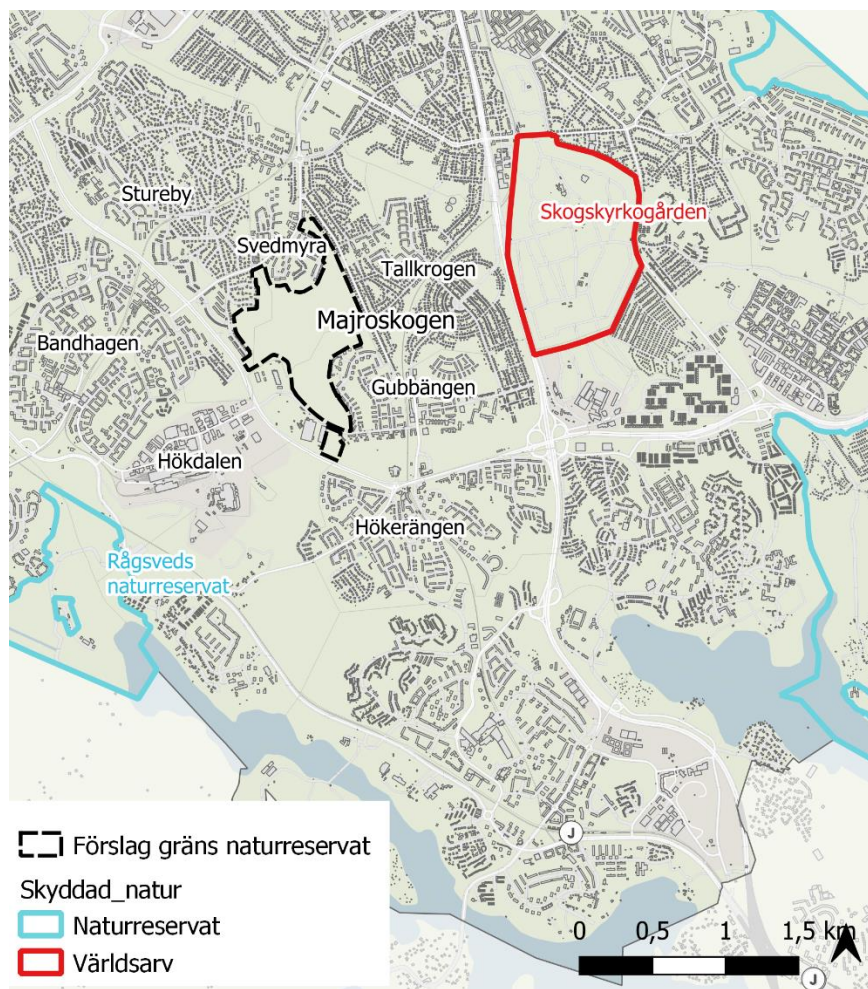 Skogskyrkogården
Stureby
Svedmyra
Tallkrogen
Majroskogen
Bandhagen
Gubbängen
Hökdalen
Hökerängen
Rågsveds
naturreservat
Förslag gräns naturreservat
Skyddad_natur
Naturreservat
Världsarv
J
0 0,5 1 1,5 km
J